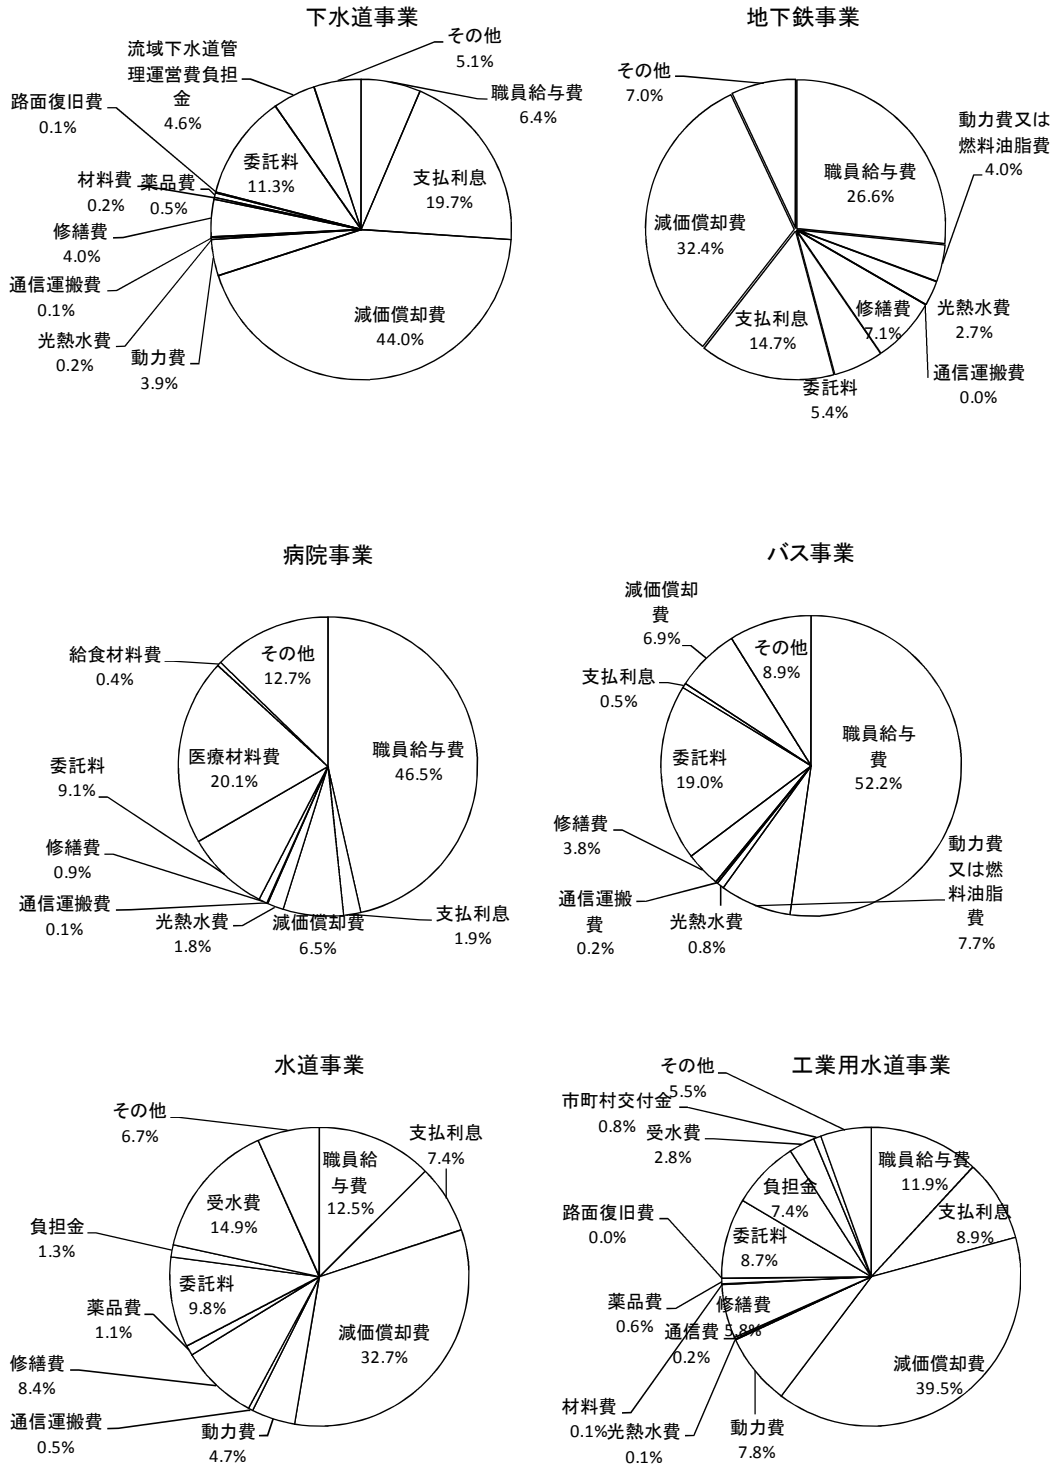 下水道事業
その他
5.1%
職員給与費
6.4%
支払利息
19.7%
減価償却費
44.0%
動力費
3.9%
光熱水費
0.2%
通信運搬費
0.1%
修繕費
4.0%
材料費
0.2%
薬品費
0.5%
路面復旧費
0.1%
委託料
11.3%
流域下水道管
理運営費負担
金
4.6%
地下鉄事業
その他
7.0%
職員給与費
26.6%
動力費又は
燃料油脂費
4.0%
光熱水費
2.7%
通信運搬費
0.0%
修繕費
7.1%
委託料
5.4%
支払利息
14.7%
減価償却費
32.4%
病院事業
その他
12.7%
職員給与費
46.5%
支払利息
1.9%
減価償却費
6.5%
光熱水費
1.8%
通信運搬費
0.1%
修繕費
0.9%
委託料
9.1%
医療材料費
20.1%
給食材料費
0.4%
バス事業
その他
8.9%
職員給与
費
52.2%
動力費
又は燃
料油脂
費
7.7%
光熱水費
0.8%
通信運搬
費
0.2%
修繕費
3.8%
委託料
19.0%
支払利息
0.5%
減価償却
費
6.9%
水道事業
その他
6.7%
職員給
与費
12.5%
支払利息
7.4%
減価償却費
32.7%
動力費
4.7%
通信運搬費
0.5%
修繕費
8.4%
薬品費
1.1%
委託料
9.8%
負担金
1.3%
受水費
14.9%
工業用水道事業
その他
5.5%
職員給与費
11.9%
支払利息
8.9%
減価償却費
39.5%
動力費
7.8%
光熱水費
0.1%
通信費
0.2%
修繕費
5.8%
材料費
0.1%
薬品費
0.6%
路面復旧費
0.0%
委託料
8.7%
負担金
7.4%
受水費
2.8%
市町村交付金
0.8%